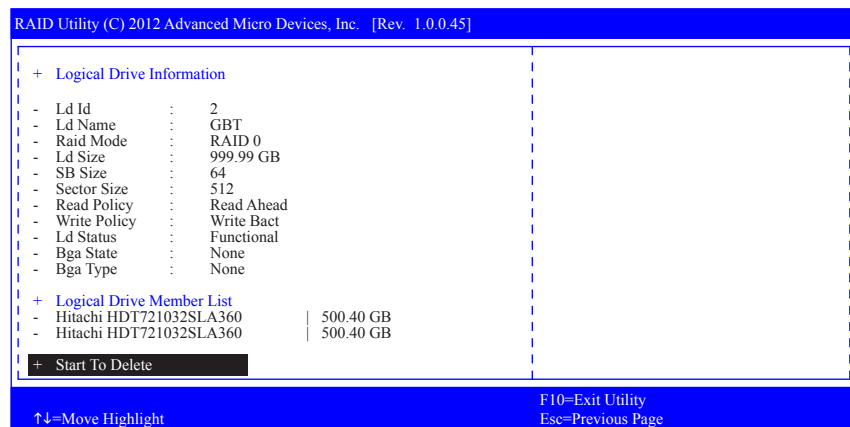 RAID Utility (C) 2012 Advanced Micro Devices, Inc. [Rev. 1.0.0.45]
+ Logical Drive Information
- Ld Id : 2
- Ld Name : GBT
- Raid Mode : RAID 0
- Ld Size : 999.99 GB
- SB Size : 64
- Sector Size : 512
- Read Policy : Read Ahead
- Write Policy : Write Bact
- Ld Status : Functional
- Bga State : None
- Bga Type : None
+ Logical Drive Member List
- Hitachi HDT721032SLA360 | 500.40 GB
- Hitachi HDT721032SLA360 | 500.40 GB
+ Start To Delete
F10=Exit Utility
↑↓=Move Highlight Esc=Previous Page